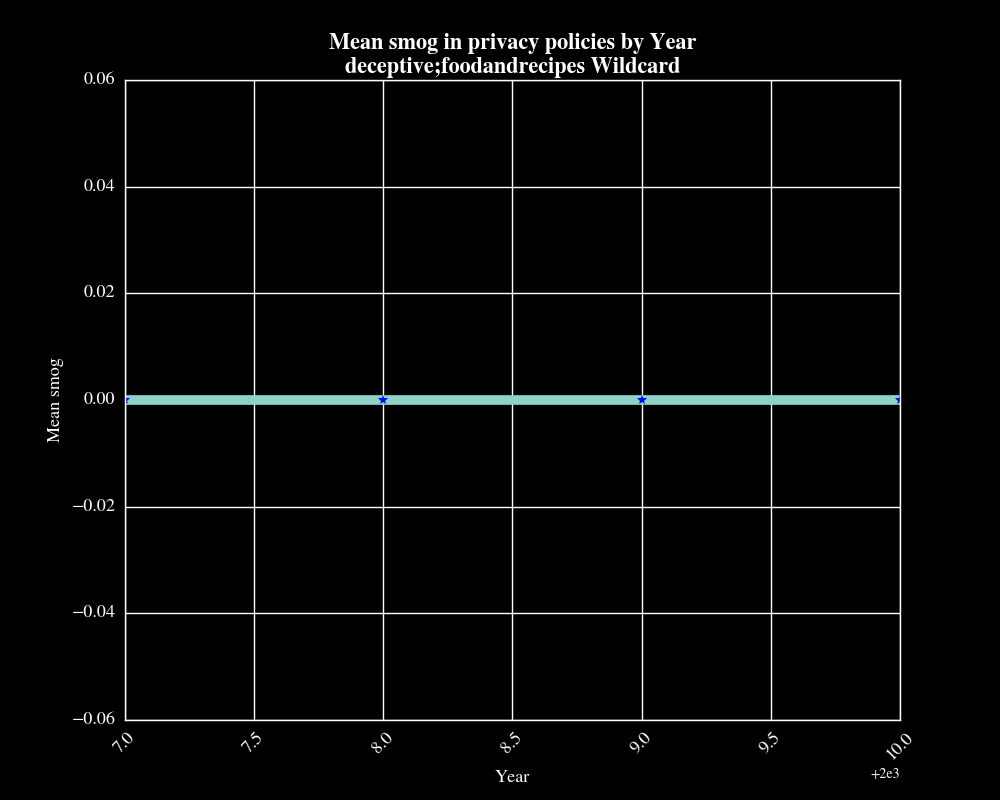 Mean smog in privacy policies by Year
deceptive;foodandrecipes Wildcard
0.06
0.04
0.02
0.00
−0.02
−0.04
−0.06
Mean smog
7.0
7.5
8.0
8.5
9.0
9.5
10.0
Year
+2e3